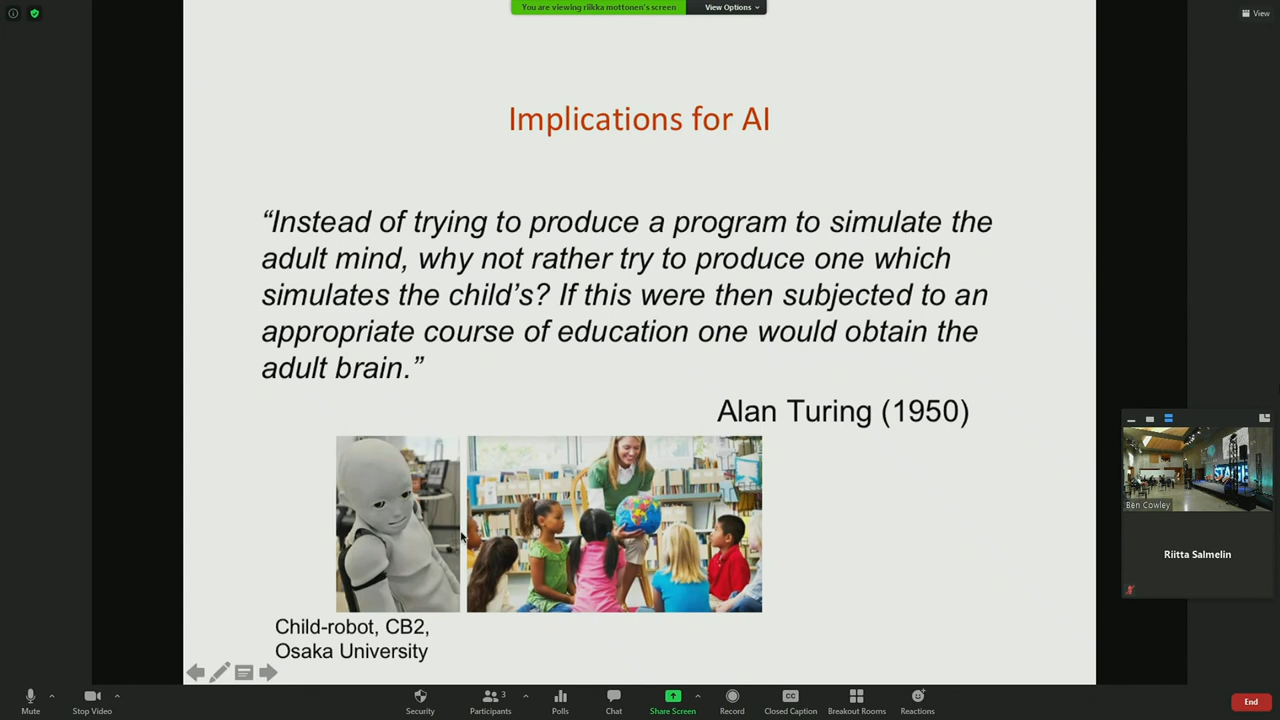 You are viewing riikka mottonen's screen
View Options
View
Implications for AI
“Instead of trying to produce a program to simulate the
adult mind, why not rather try to produce one which
simulates the child’s? If this were then subjected to an
appropriate course of education one would obtain the
adult brain.”
Alan Turing (1950)
Ben Cowley
Riitta Salmelin
Child-robot, CB2,
Osaka University
Mute
Stop Video
Security
Participants
3
Polls
Chat
Share Screen
Record
CC
Closed Caption
Breakout Rooms
Reactions
End